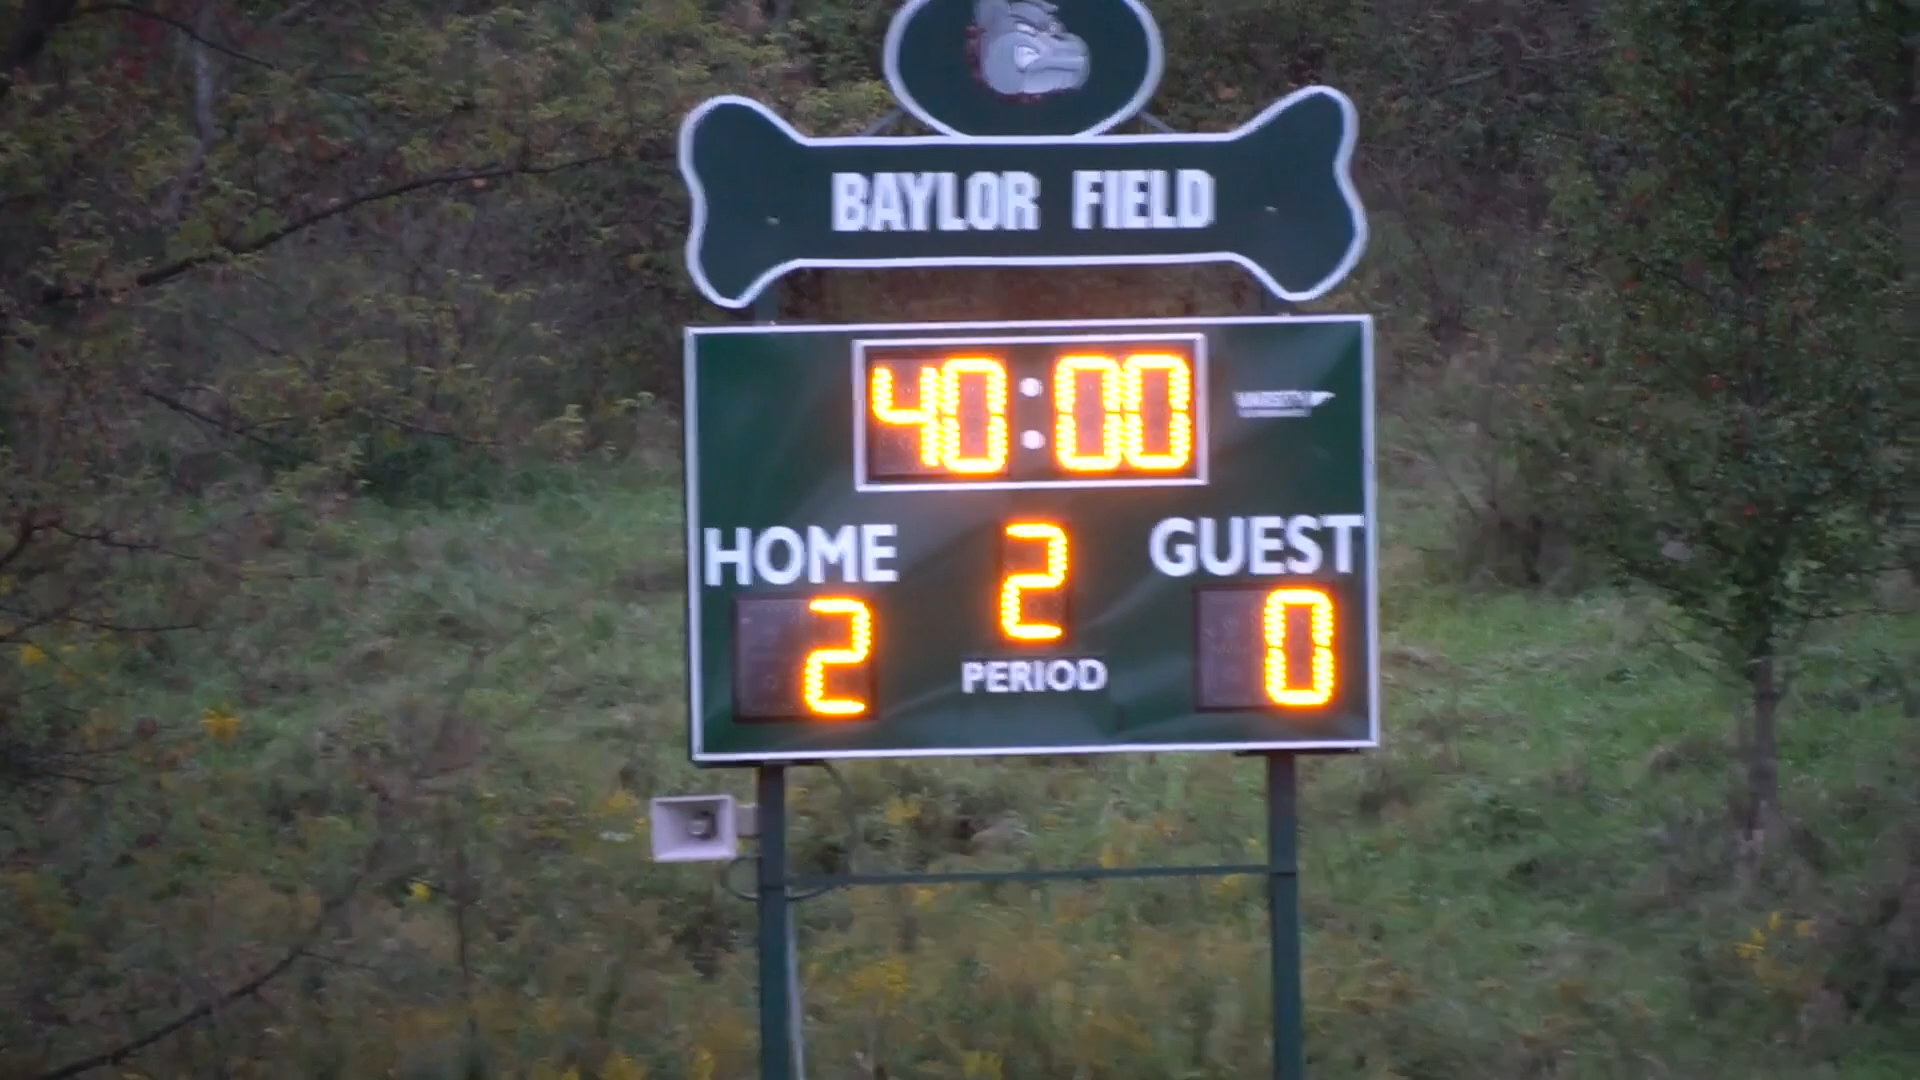 BAYLOR FIELD
40:00
HOME 2 GUEST
2 0
PERIOD